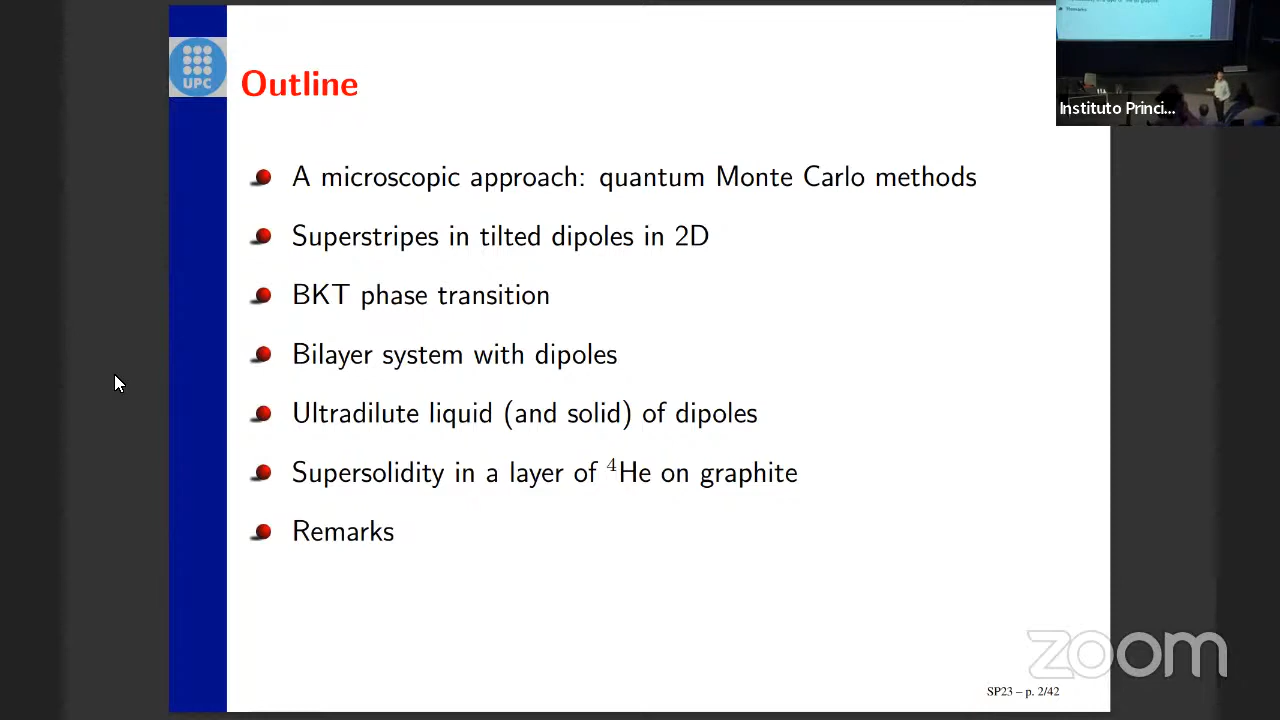 UPC
Outline
A microscopic approach: quantum Monte Carlo methods
Superstripes in tilted dipoles in 2D
BKT phase transition
Bilayer system with dipoles
Ultradilute liquid (and solid) of dipoles
Supersolidity in a layer of ⁴He on graphite
Remarks
SP23 – p. 2/42
Remarks
Instituto Princi...
zoom